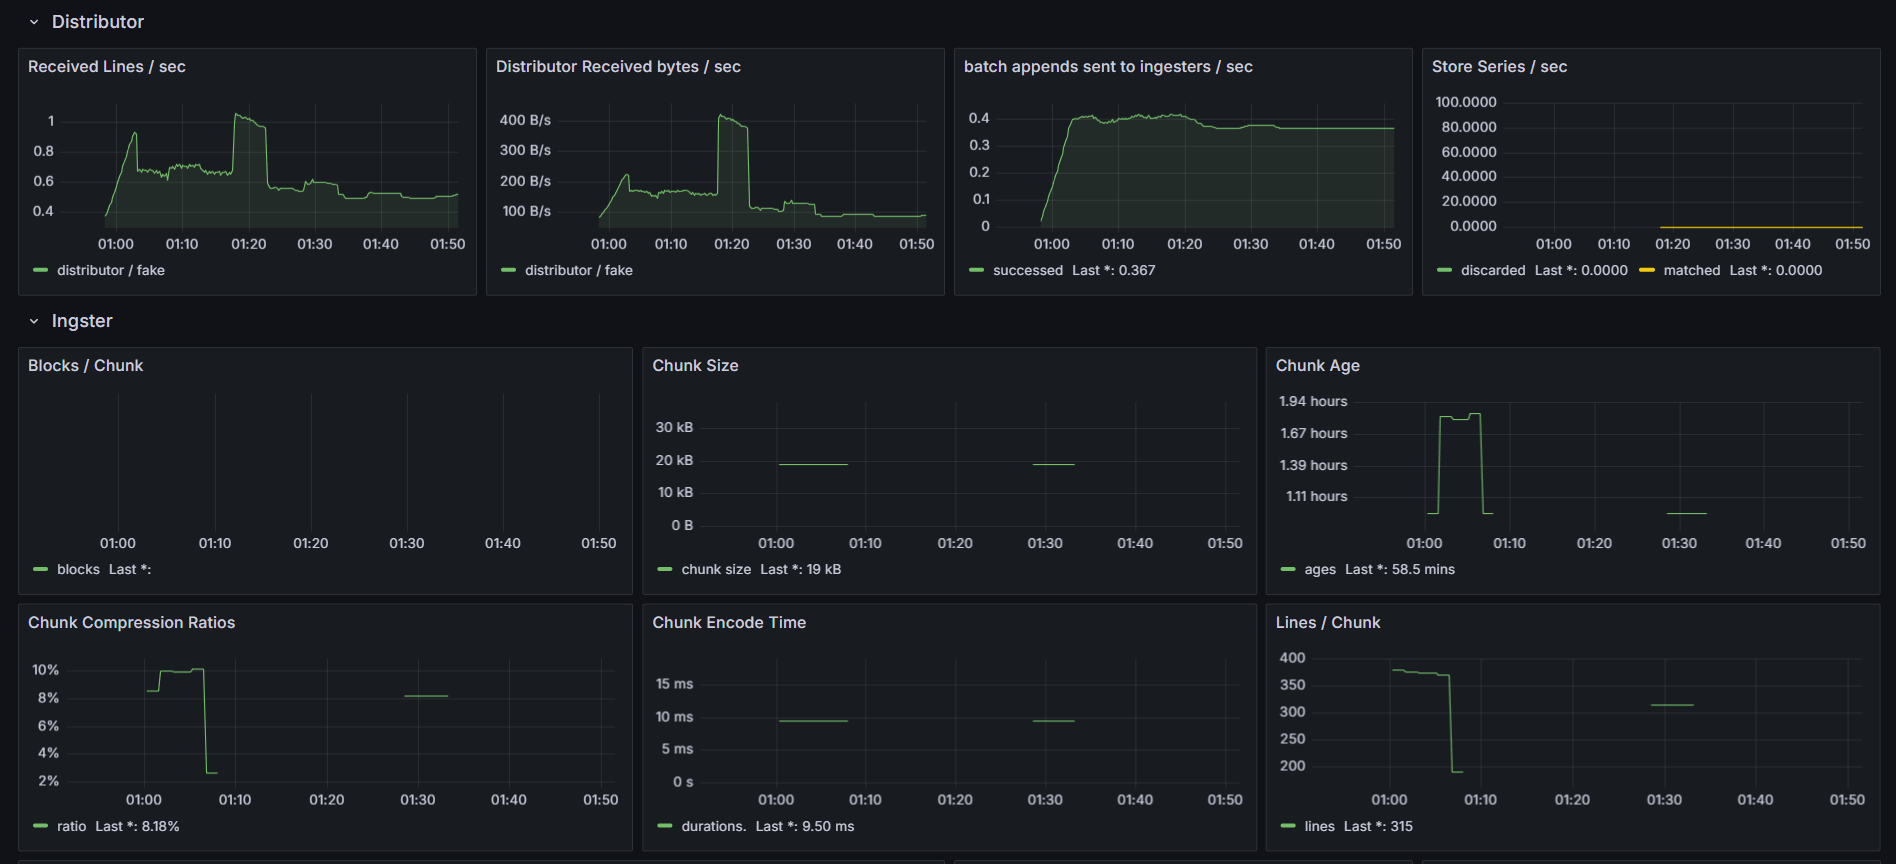 Distributor
Received Lines / sec
1
0.8
0.6
0.4
01:00 01:10 01:20 01:30 01:40 01:50
distributor / fake
Distributor Received bytes / sec
400 B/s
300 B/s
200 B/s
100 B/s
01:00 01:10 01:20 01:30 01:40 01:50
distributor / fake
batch appends sent to ingesters / sec
0.4
0.3
0.2
0.1
0
01:00 01:10 01:20 01:30 01:40 01:50
successed Last *: 0.367
Store Series / sec
100.0000
80.0000
60.0000
40.0000
20.0000
0.0000
01:00 01:10 01:20 01:30 01:40 01:50
discarded Last *: 0.0000 matched Last *: 0.0000
Ingster
Blocks / Chunk
01:00 01:10 01:20 01:30 01:40 01:50
blocks Last *:
Chunk Size
30 kB
20 kB
10 kB
0 B
01:00 01:10 01:20 01:30 01:40 01:50
chunk size Last *: 19 kB
Chunk Age
1.94 hours
1.67 hours
1.39 hours
1.11 hours
01:00 01:10 01:20 01:30 01:40 01:50
ages Last *: 58.5 mins
Chunk Compression Ratios
10%
8%
6%
4%
2%
01:00 01:10 01:20 01:30 01:40 01:50
ratio Last *: 8.18%
Chunk Encode Time
15 ms
10 ms
5 ms
0 s
01:00 01:10 01:20 01:30 01:40 01:50
durations. Last *: 9.50 ms
Lines / Chunk
400
350
300
250
200
01:00 01:10 01:20 01:30 01:40 01:50
lines Last *: 315